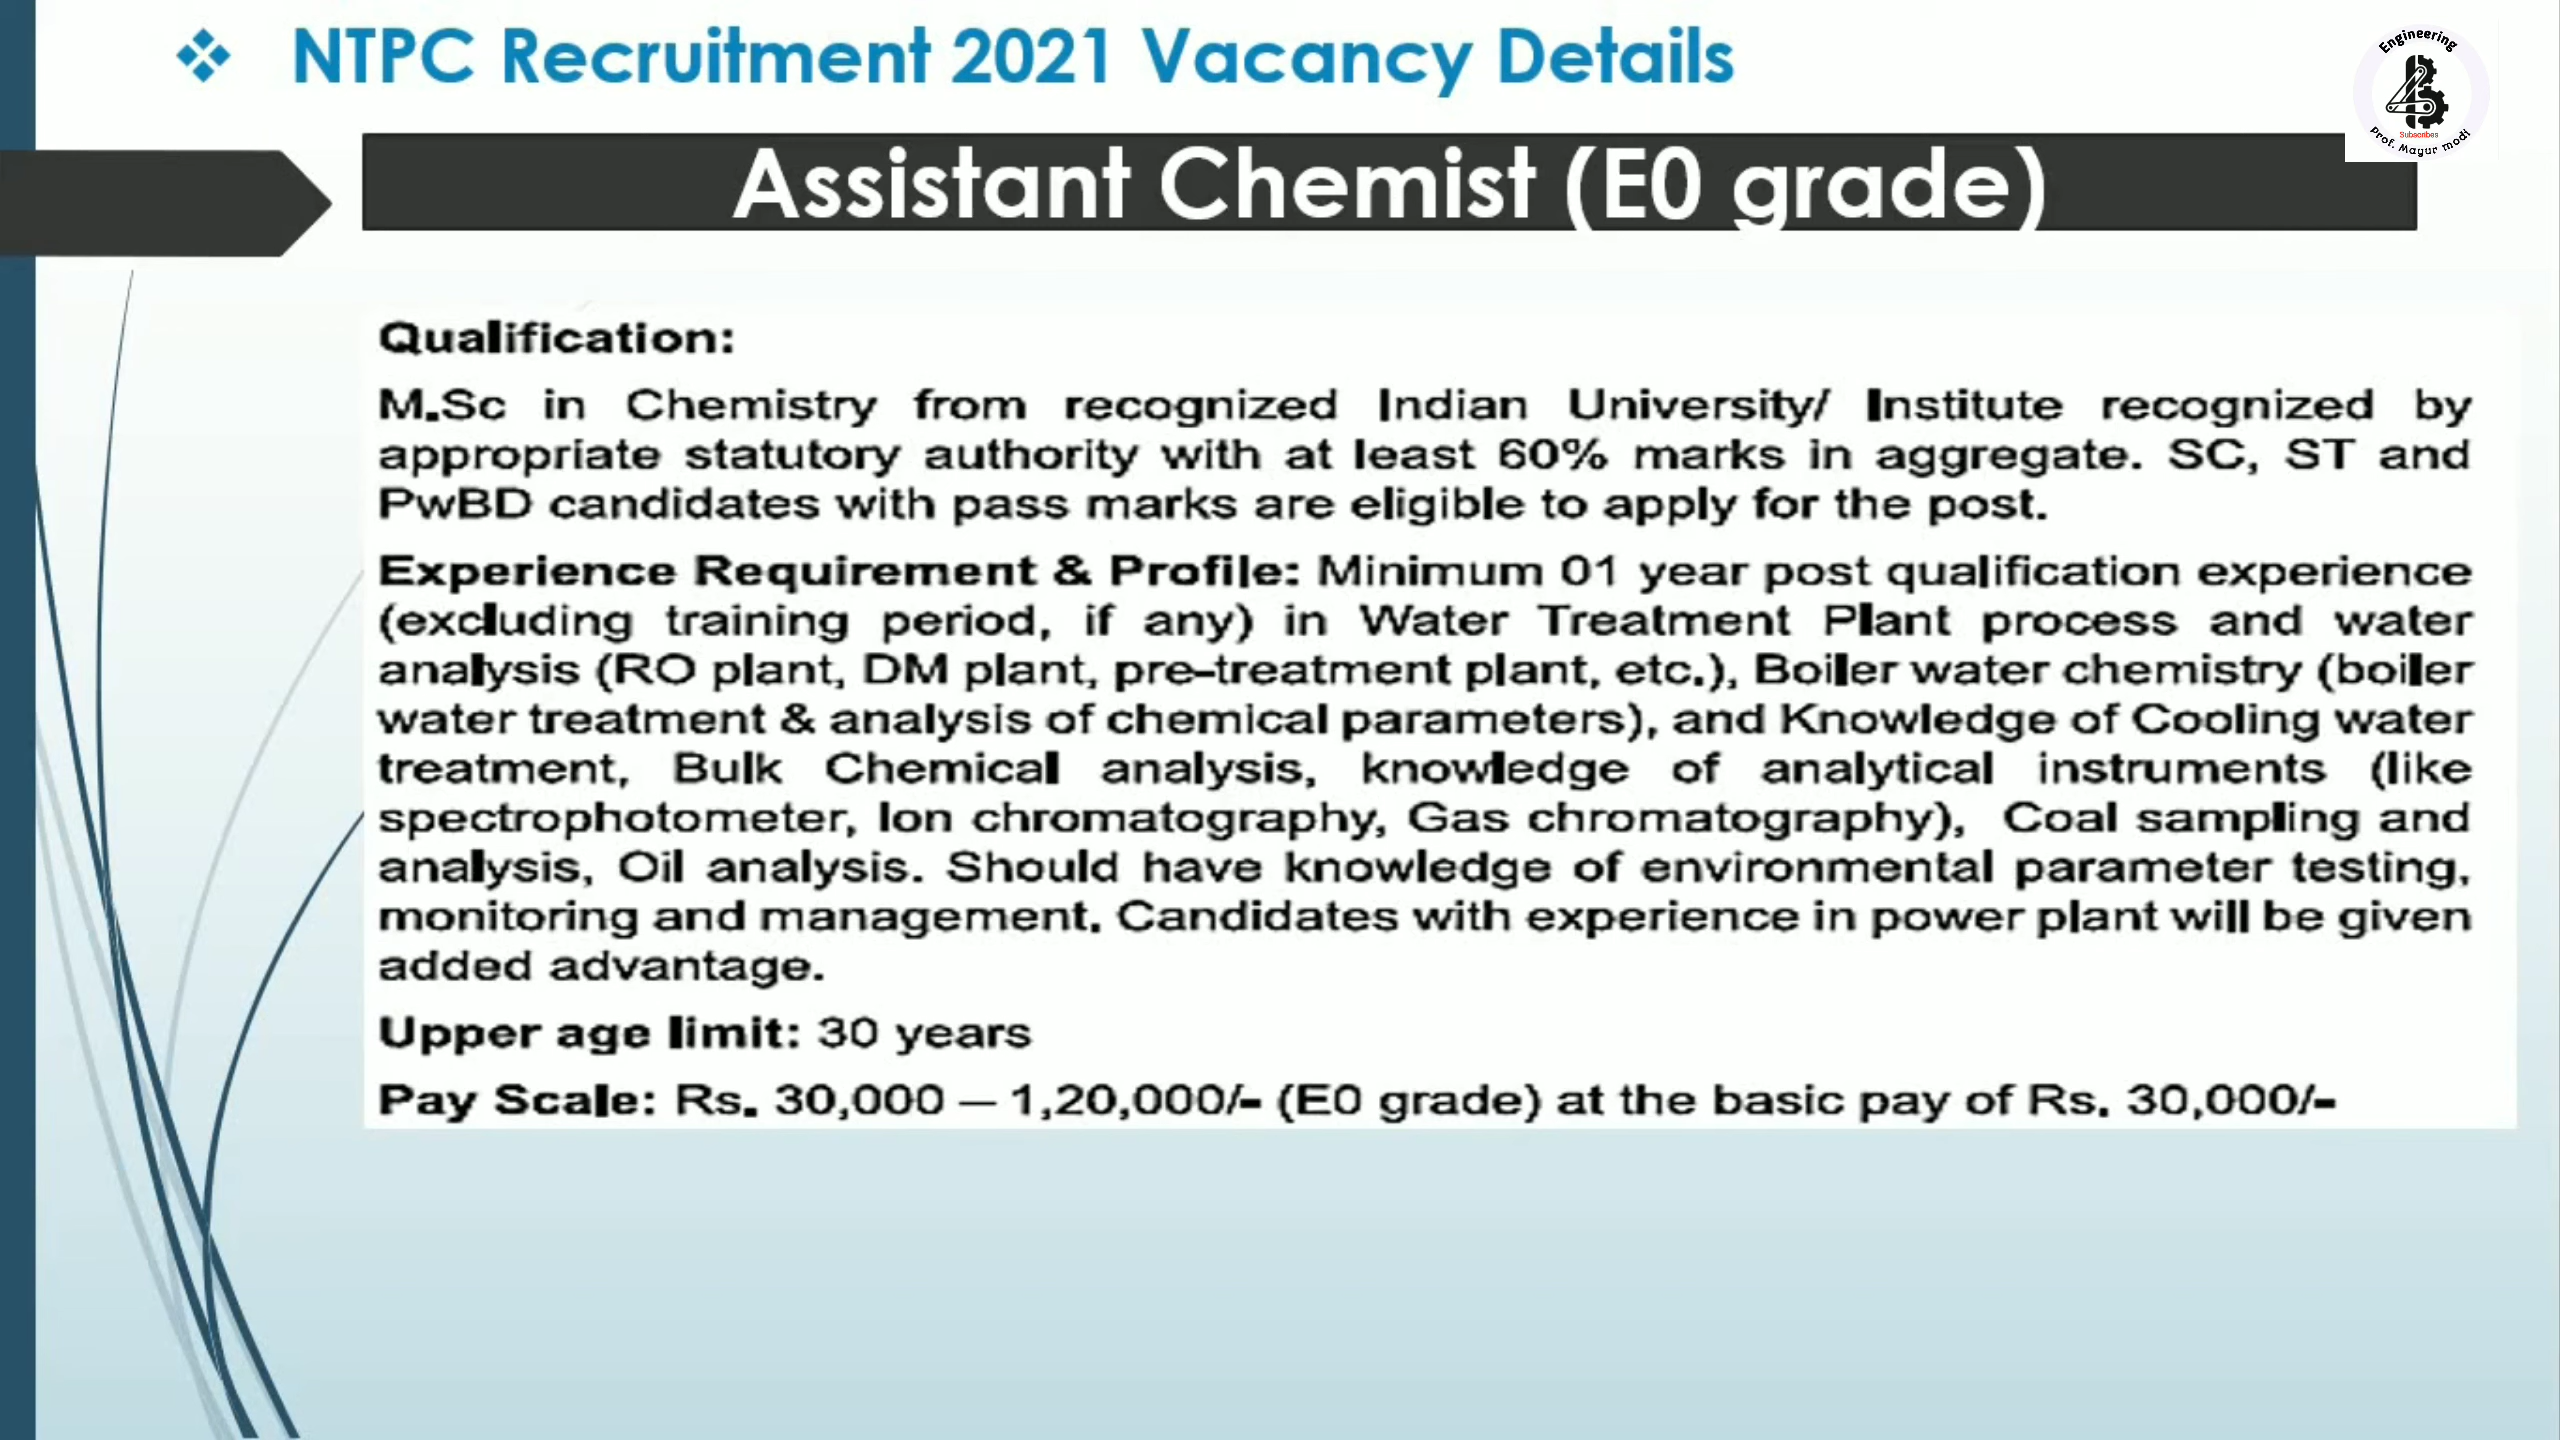 ❖ NTPC Recruitment 2021 Vacancy Details
Engineering
Subscribes
Prof. Mayur modi
Assistant Chemist (E0 grade)
Qualification:
M.Sc in Chemistry from recognized Indian University/ Institute recognized by
appropriate statutory authority with at least 60% marks in aggregate. SC, ST and
PwBD candidates with pass marks are eligible to apply for the post.
Experience Requirement & Profile: Minimum 01 year post qualification experience
(excluding training period, if any) in Water Treatment Plant process and water
analysis (RO plant, DM plant, pre-treatment plant, etc.), Boiler water chemistry (boiler
water treatment & analysis of chemical parameters), and Knowledge of Cooling water
treatment, Bulk Chemical analysis, knowledge of analytical instruments (like
spectrophotometer, Ion chromatography, Gas chromatography), Coal sampling and
analysis, Oil analysis. Should have knowledge of environmental parameter testing,
monitoring and management. Candidates with experience in power plant will be given
added advantage.
Upper age limit: 30 years
Pay Scale: Rs. 30,000 – 1,20,000/- (E0 grade) at the basic pay of Rs. 30,000/-